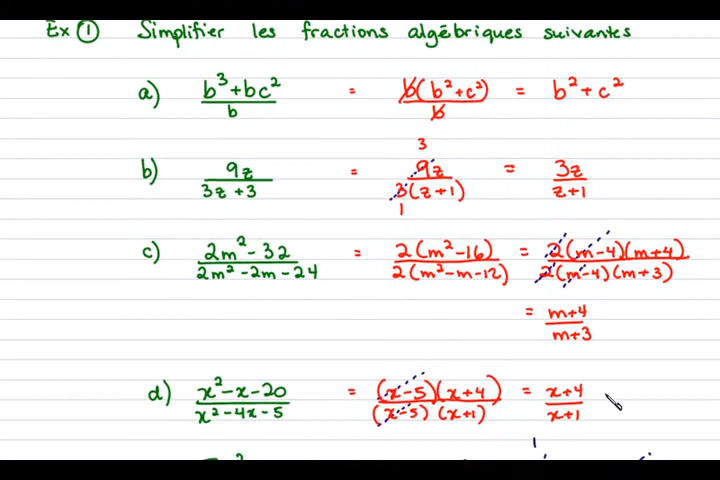 Ex ① Simplifier les fractions algébriques suivantes
a) (b³ + bc²)/b = b(b² + c²)/b = b² + c²
b) 9z/(3z + 3) = 3 9z/(3(z + 1)) 1 = 3z/(z + 1)
c) (2m² - 32)/(2m² - 2m - 24) = 2(m² - 16)/(2(m² - m - 12)) = 2(m - 4)(m + 4)/(2(m - 4)(m + 3))
= (m + 4)/(m + 3)
d) (x² - x - 20)/(x² - 4x - 5) = (x - 5)(x + 4)/((x - 5)(x + 1)) = (x + 4)/(x + 1)